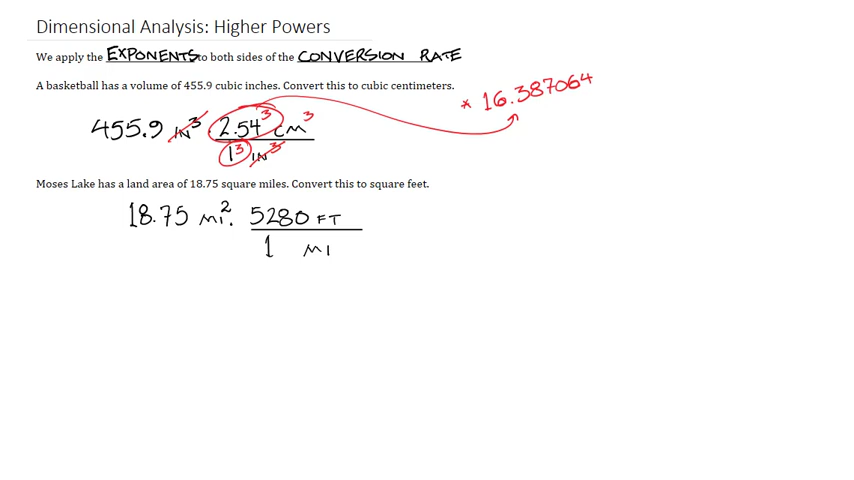 Dimensional Analysis: Higher Powers
We apply the EXPONENTS to both sides of the CONVERSION RATE
A basketball has a volume of 455.9 cubic inches. Convert this to cubic centimeters.
* 16.387064
455.9 IN³ · 2.54³ CM³
1³ IN³
Moses Lake has a land area of 18.75 square miles. Convert this to square feet.
18.75 MI². 5280 FT
1 MI